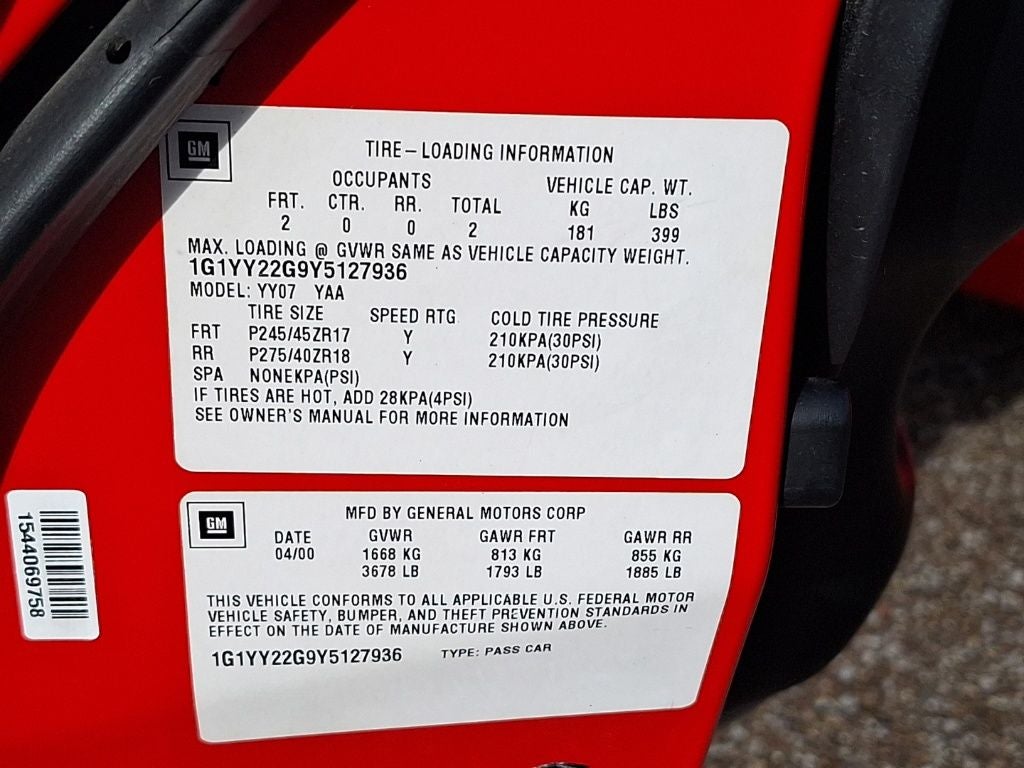 GM
TIRE-LOADING INFORMATION
OCCUPANTS VEHICLE CAP. WT.
FRT. CTR. RR. TOTAL KG LBS
2 0 0 2 181 399
MAX. LOADING @ GVWR SAME AS VEHICLE CAPACITY WEIGHT.
1G1YY22G9Y5127936
MODEL: YY07 YAA
TIRE SIZE SPEED RTG COLD TIRE PRESSURE
FRT P245/45ZR17 Y 210KPA(30PSI)
RR P275/40ZR18 Y 210KPA(30PSI)
SPA NONEKPA(PSI)
IF TIRES ARE HOT, ADD 28KPA(4PSI)
SEE OWNER'S MANUAL FOR MORE INFORMATION
1544069758
GM
MFD BY GENERAL MOTORS CORP
DATE GVWR GAWR FRT GAWR RR
04/00 1668 KG 813 KG 855 KG
3678 LB 1793 LB 1885 LB
THIS VEHICLE CONFORMS TO ALL APPLICABLE U.S. FEDERAL MOTOR
VEHICLE SAFETY, BUMPER, AND THEFT PREVENTION STANDARDS IN
EFFECT ON THE DATE OF MANUFACTURE SHOWN ABOVE.
1G1YY22G9Y5127936 TYPE: PASS CAR